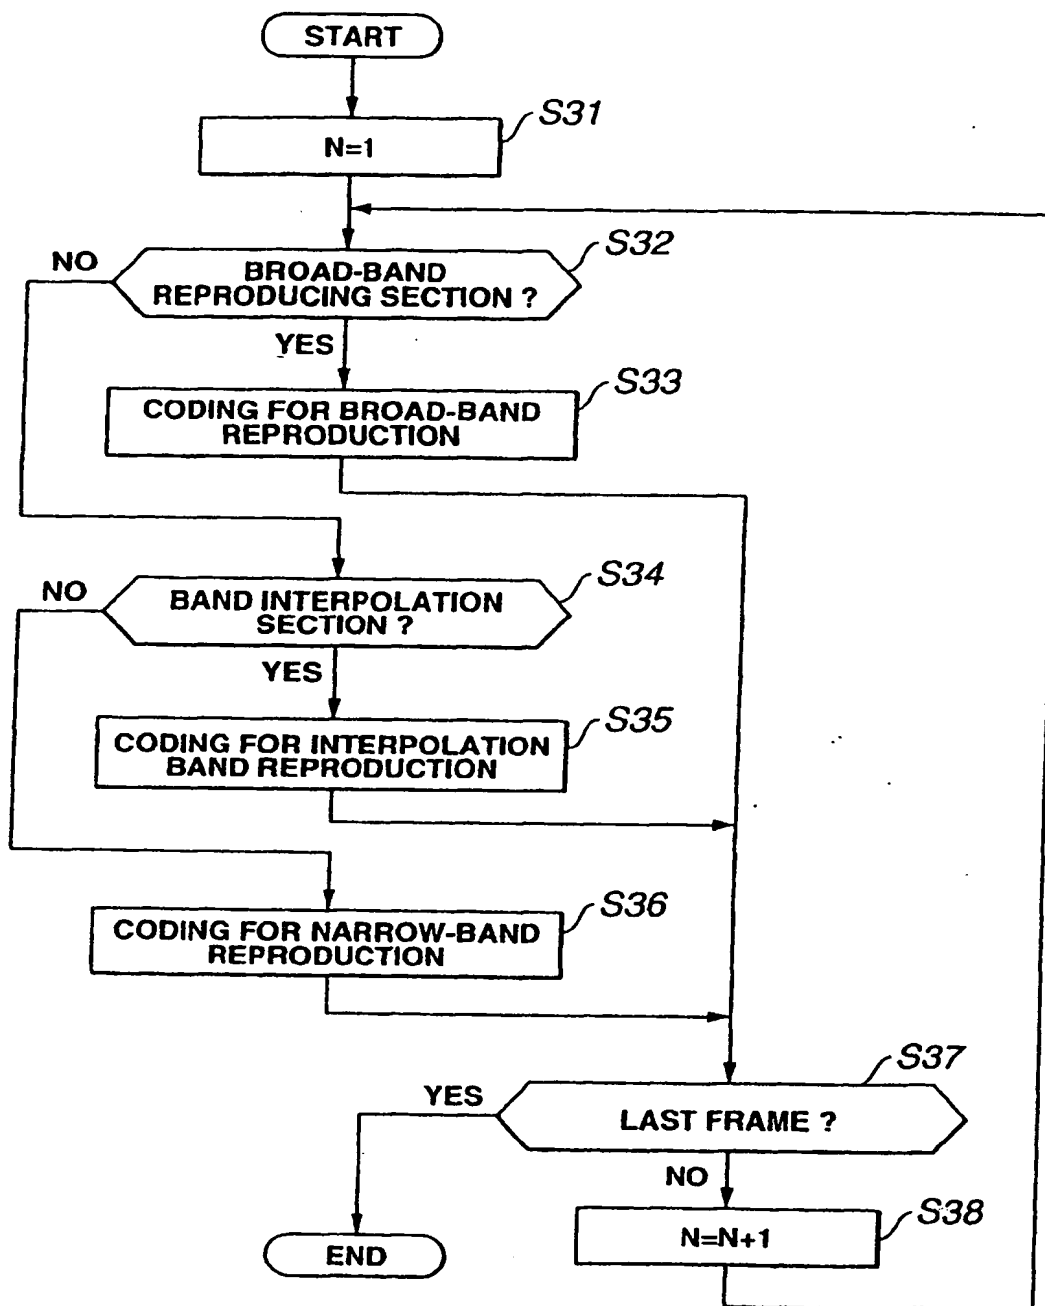 START
S31
N=1
S32
NO
BROAD-BAND
REPRODUCING SECTION ?
YES
S33
CODING FOR BROAD-BAND
REPRODUCTION
S34
NO
BAND INTERPOLATION
SECTION ?
YES
S35
CODING FOR INTERPOLATION
BAND REPRODUCTION
S36
CODING FOR NARROW-BAND
REPRODUCTION
S37
YES
LAST FRAME ?
NO
S38
N=N+1
END